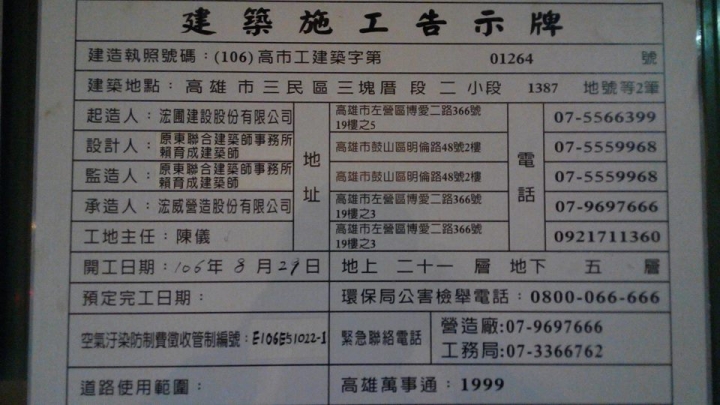 建築施工告示牌
建造執照號碼：(106)高市工建築字第 01264 號
建築地點：高雄市三民區三塊厝段二小段 1387 地號等2筆
起造人：浤圃建設股份有限公司
高雄市左營區博愛二路366號
19樓之5
07-5566399
設計人：原東聯合建築師事務所
賴育成建築師
地址
高雄市鼓山區明倫路48號2樓
電話
07-5559968
監造人：原東聯合建築師事務所
賴育成建築師
高雄市鼓山區明倫路48號2樓
07-5559968
承造人：浤威營造股份有限公司
高雄市左營區博愛二路366號
19樓之3
07-9697666
工地主任：陳儀
高雄市左營區博愛二路366號
19樓之3
0921711360
開工日期：106年8月29日 地上 二十一 層 地下 五 層
預定完工日期： 環保局公害檢舉電話：0800-066-666
空氣汙染防制費徵收管制編號：E106E51022-1
緊急聯絡電話
營造廠:07-9697666
工務局:07-3366762
道路使用範圍： 高雄萬事通：1999